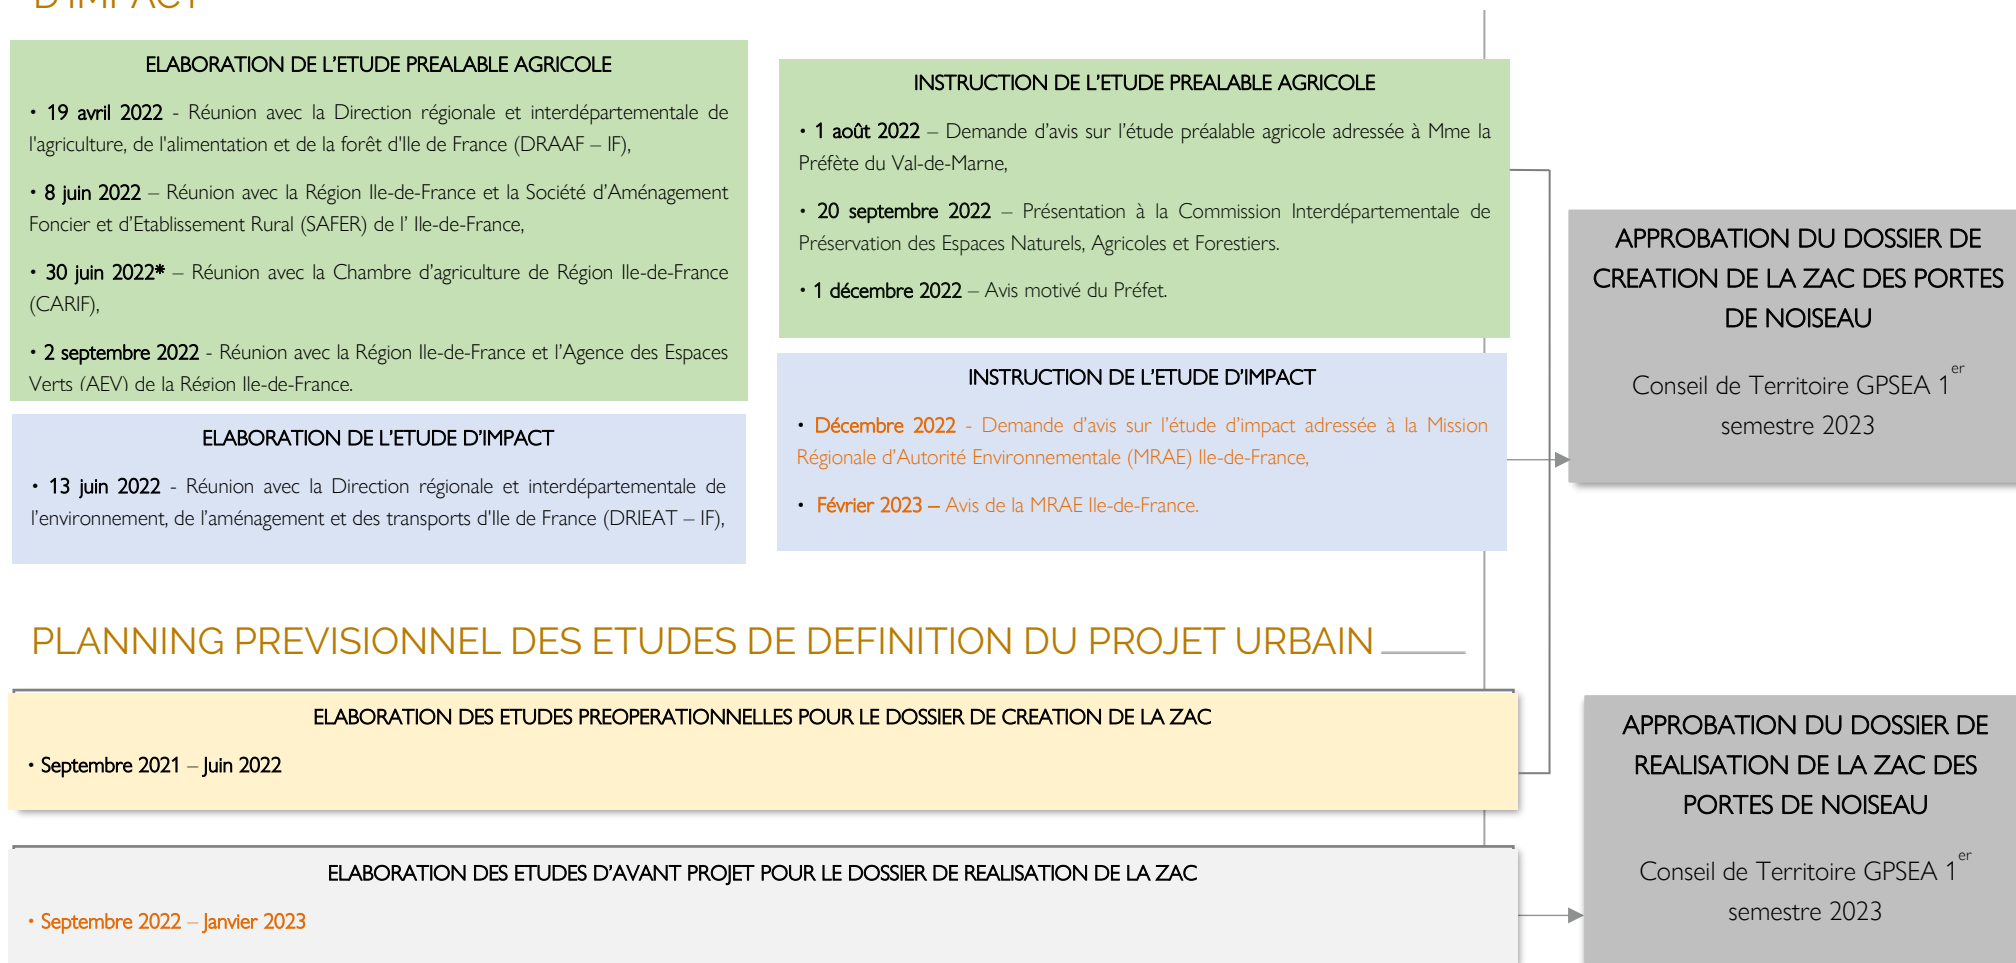 D'IMPACT
ELABORATION DE L’ETUDE PREALABLE AGRICOLE
• 19 avril 2022 - Réunion avec la Direction régionale et interdépartementale de
l'agriculture, de l'alimentation et de la forêt d'Ile de France (DRAAF – IF),
• 8 juin 2022 – Réunion avec la Région Ile-de-France et la Société d’Aménagement
Foncier et d’Etablissement Rural (SAFER) de l’ Ile-de-France,
• 30 juin 2022* – Réunion avec la Chambre d’agriculture de Région Ile-de-France
(CARIF),
• 2 septembre 2022 - Réunion avec la Région Ile-de-France et l’Agence des Espaces
Verts (AEV) de la Région Ile-de-France.
ELABORATION DE L’ETUDE D’IMPACT
• 13 juin 2022 - Réunion avec la Direction régionale et interdépartementale de
l’environnement, de l’aménagement et des transports d'Ile de France (DRIEAT – IF),
INSTRUCTION DE L’ETUDE PREALABLE AGRICOLE
• 1 août 2022 – Demande d’avis sur l’étude préalable agricole adressée à Mme la
Préfète du Val-de-Marne,
• 20 septembre 2022 – Présentation à la Commission Interdépartementale de
Préservation des Espaces Naturels, Agricoles et Forestiers.
• 1 décembre 2022 – Avis motivé du Préfet.
INSTRUCTION DE L’ETUDE D’IMPACT
• Décembre 2022 - Demande d’avis sur l’étude d’impact adressée à la Mission
Régionale d’Autorité Environnementale (MRAE) Ile-de-France,
• Février 2023 – Avis de la MRAE Ile-de-France.
APPROBATION DU DOSSIER DE
CREATION DE LA ZAC DES PORTES
DE NOISEAU
Conseil de Territoire GPSEA 1er
semestre 2023
PLANNING PREVISIONNEL DES ETUDES DE DEFINITION DU PROJET URBAIN
ELABORATION DES ETUDES PREOPERATIONNELLES POUR LE DOSSIER DE CREATION DE LA ZAC
• Septembre 2021 – Juin 2022
ELABORATION DES ETUDES D’AVANT PROJET POUR LE DOSSIER DE REALISATION DE LA ZAC
• Septembre 2022 – Janvier 2023
APPROBATION DU DOSSIER DE
REALISATION DE LA ZAC DES
PORTES DE NOISEAU
Conseil de Territoire GPSEA 1er
semestre 2023